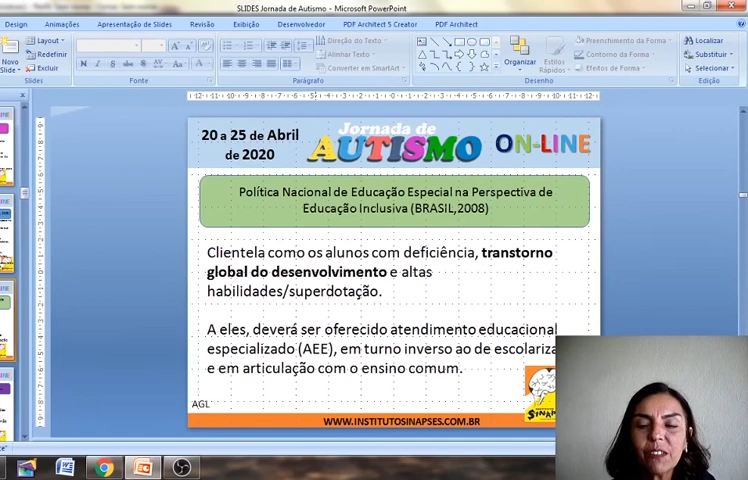 SLIDES Jornada de Autismo - Microsoft PowerPoint
Design Animações Apresentação de Slides Revisão Exibição Desenvolvedor PDF Architect 5 Creator PDF Architect
Layout
Redefinir
Novo Slide
Excluir
Slides
Fonte
Parágrafo
Direção do Texto
Alinhar Texto
Converter em SmartArt
Organizar
Estilos Rápidos
Preenchimento da Forma
Contorno da Forma
Efeitos de Forma
Desenho
Localizar
Substituir
Selecionar
Edição
20 a 25 de Abril
de 2020
Jornada de
AUTISMO
ON-LINE
Política Nacional de Educação Especial na Perspectiva de
Educação Inclusiva (BRASIL,2008)
Clientela como os alunos com deficiência, transtorno
global do desenvolvimento e altas
habilidades/superdotação.
A eles, deverá ser oferecido atendimento educacional
especializado (AEE), em turno inverso ao de escolariza
e em articulação com o ensino comum.
AGL
WWW.INSTITUTOSINAPSES.COM.BR